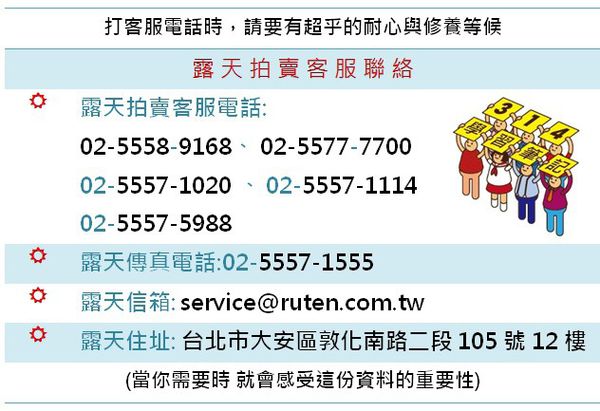 打客服電話時，請要有超乎的耐心與修養等候
露天拍賣客服聯絡
露天拍賣客服電話:
02-5558-9168、 02-5577-7700
02-5557-1020 、 02-5557-1114
02-5557-5988
314
學習筆記
露天傳真電話:02-5557-1555
露天信箱: service@ruten.com.tw
露天住址: 台北市大安區敦化南路二段 105 號 12 樓
(當你需要時 就會感受這份資料的重要性)